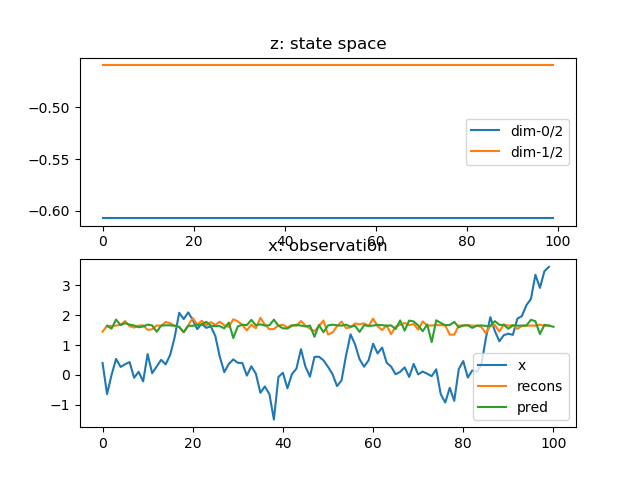 z: state space
−0.50
−0.55
−0.60
dim-0/2
dim-1/2
0 20 40 60 80 100
x: observation
3
2
1
0
−1
x
recons
pred
0 20 40 60 80 100